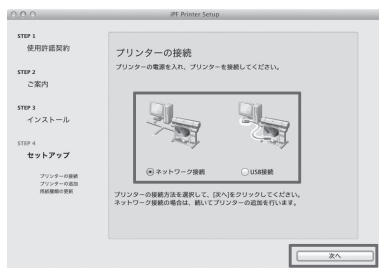 iPF Printer Setup
STEP 1
使用許諾契約
STEP 2
ご案内
STEP 3
インストール
STEP 4
セットアップ
プリンターの接続
プリンターの追加
用紙種類の更新
プリンターの接続
プリンターの電源を入れ、プリンターを接続してください。
ネットワーク接続
USB接続
プリンターの接続方法を選択して、[次へ]をクリックしてください。
ネットワーク接続の場合は、続いてプリンターの追加を行います。
次へ